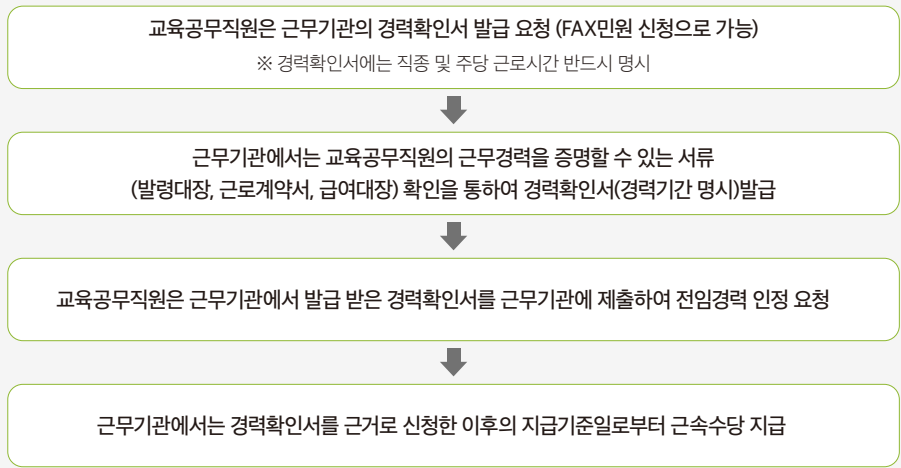 교육공무직원은 근무기관의 경력확인서 발급 요청 (FAX민원 신청으로 가능)
※ 경력확인서에는 직종 및 주당 근로시간 반드시 명시
근무기관에서는 교육공무직원의 근무경력을 증명할 수 있는 서류
(발령대장, 근로계약서, 급여대장) 확인을 통하여 경력확인서(경력기간 명시)발급
교육공무직원은 근무기관에서 발급 받은 경력확인서를 근무기관에 제출하여 전임경력 인정 요청
근무기관에서는 경력확인서를 근거로 신청한 이후의 지급기준일로부터 근속수당 지급